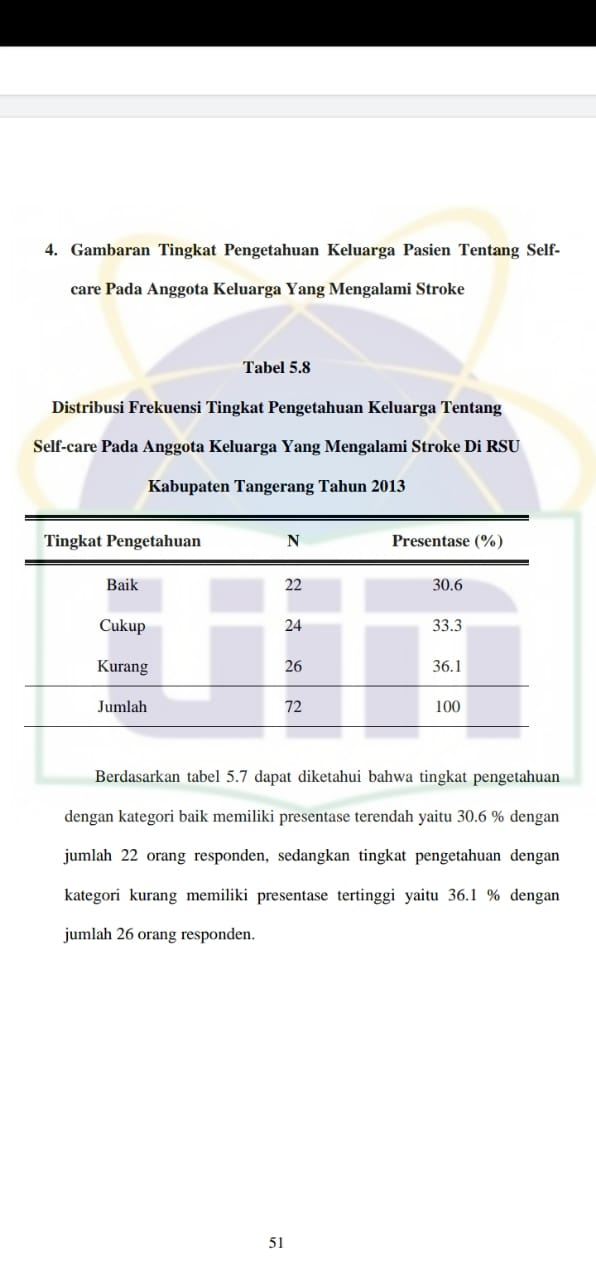 4. Gambaran Tingkat Pengetahuan Keluarga Pasien Tentang Self-
care Pada Anggota Keluarga Yang Mengalami Stroke
Tabel 5.8
Distribusi Frekuensi Tingkat Pengetahuan Keluarga Tentang
Self-care Pada Anggota Keluarga Yang Mengalami Stroke Di RSU
Kabupaten Tangerang Tahun 2013
Tingkat Pengetahuan N Presentase (%)
Baik 22 30.6
Cukup 24 33.3
Kurang 26 36.1
Jumlah 72 100
Berdasarkan tabel 5.7 dapat diketahui bahwa tingkat pengetahuan
dengan kategori baik memiliki presentase terendah yaitu 30.6 % dengan
jumlah 22 orang responden, sedangkan tingkat pengetahuan dengan
kategori kurang memiliki presentase tertinggi yaitu 36.1 % dengan
jumlah 26 orang responden.
uin
51